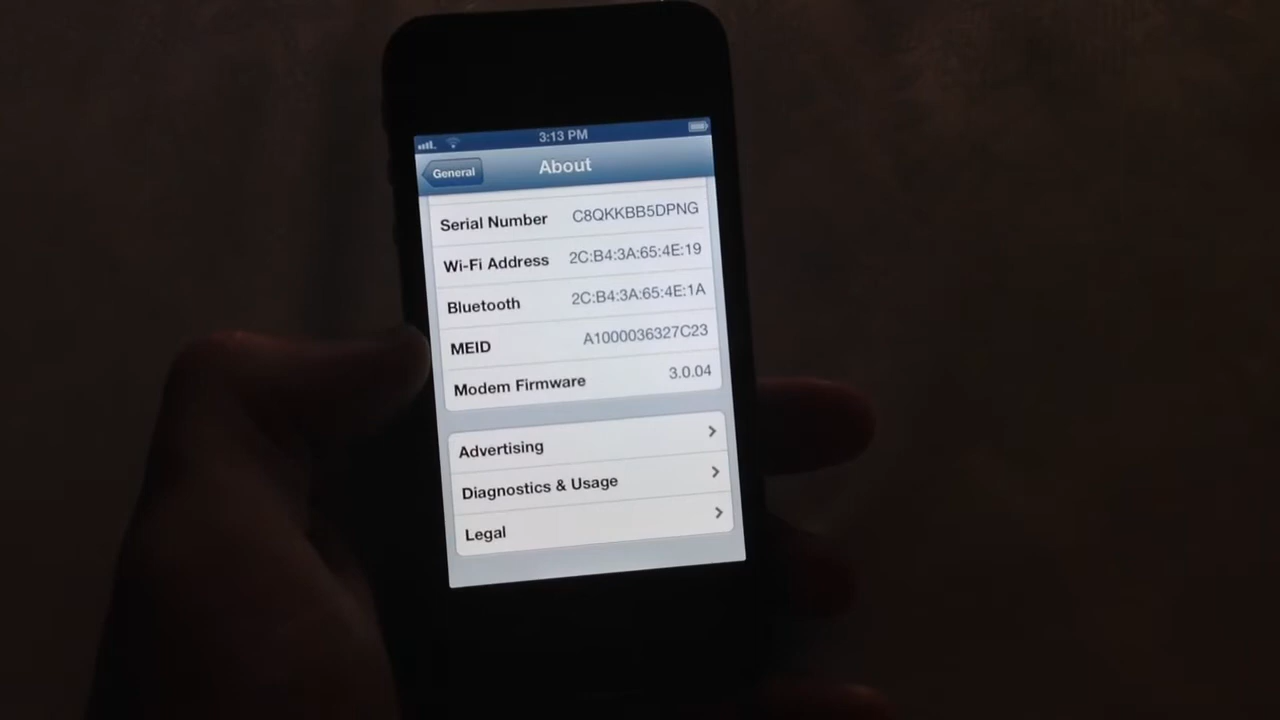 3:13 PM
General About
Serial Number C8QKKBB5DPNG
Wi-Fi Address 2C:B4:3A:65:4E:19
Bluetooth 2C:B4:3A:65:4E:1A
MEID A1000036327C23
Modem Firmware 3.0.04
Advertising
Diagnostics & Usage
Legal